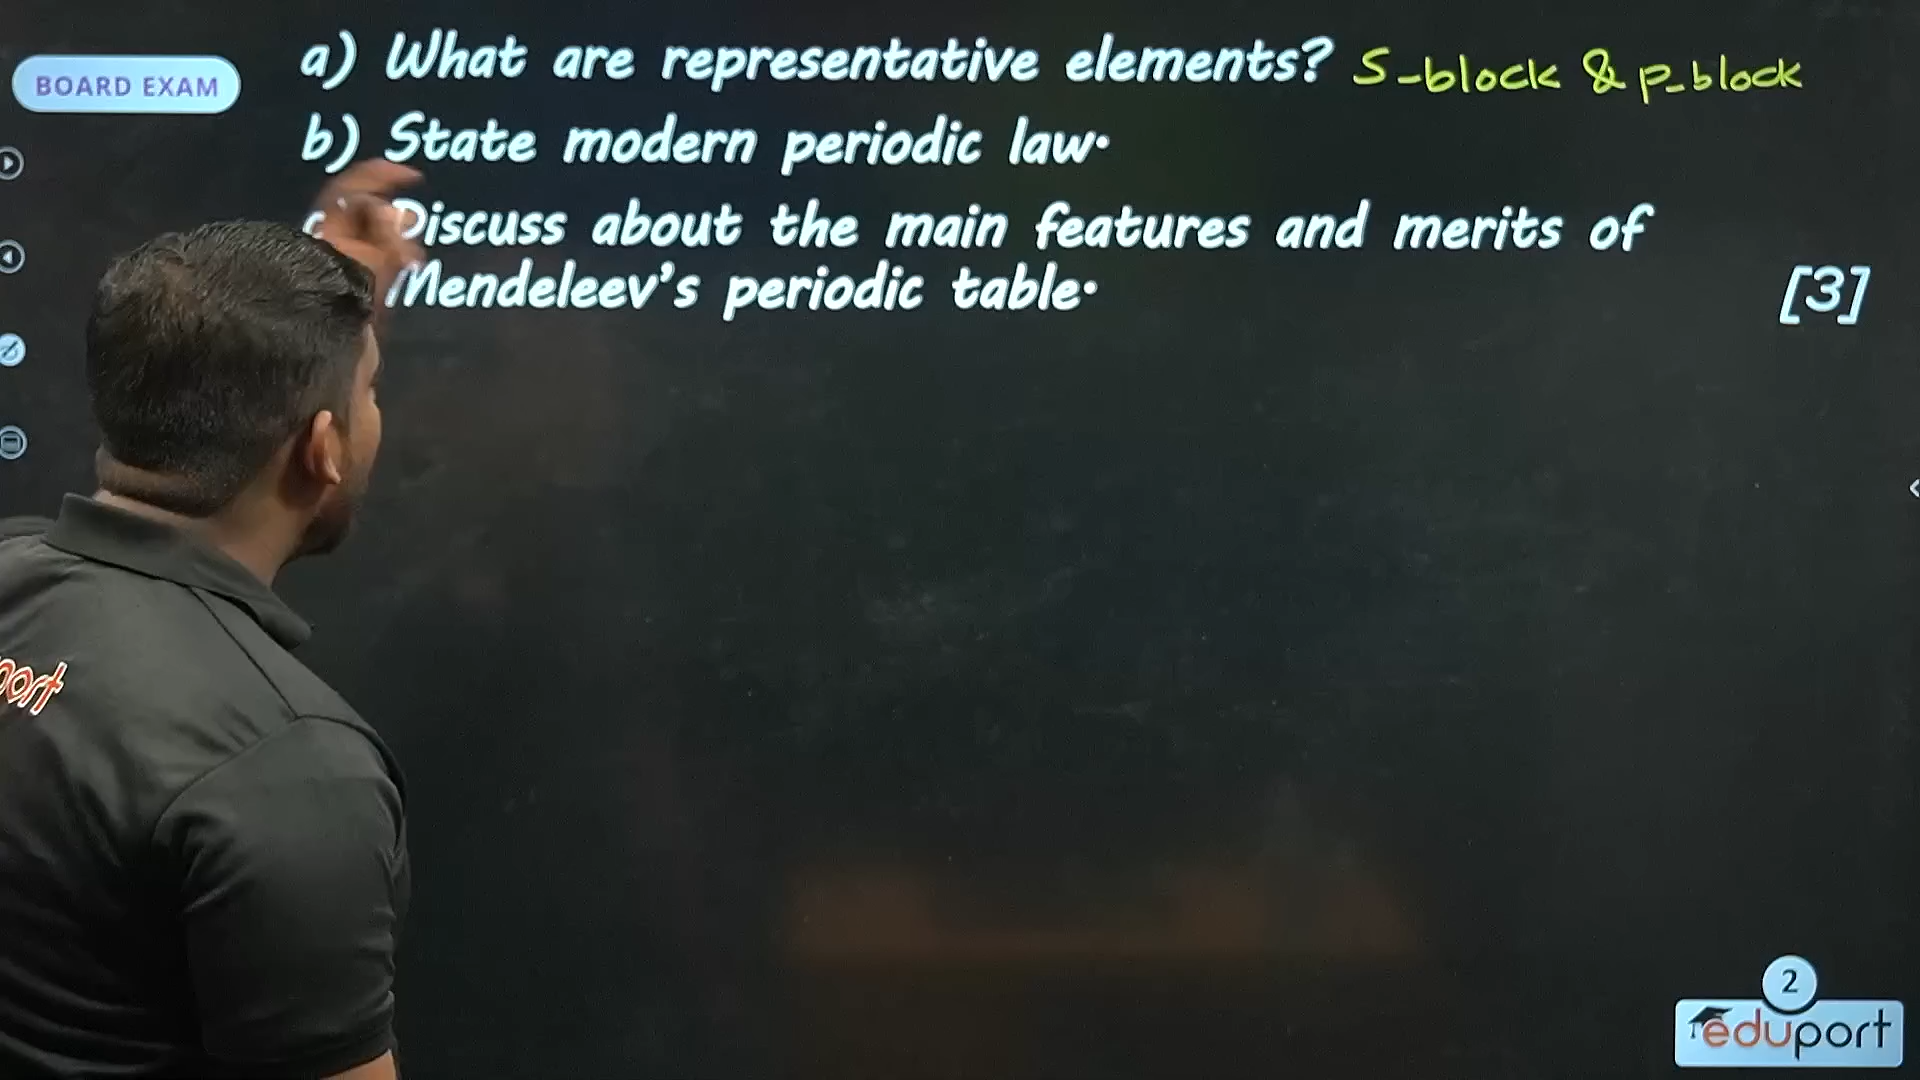 BOARD EXAM
a) What are representative elements? S-block & p-block
b) State modern periodic law.
Discuss about the main features and merits of
Mendeleev's periodic table.
[3]
port
2
eduport